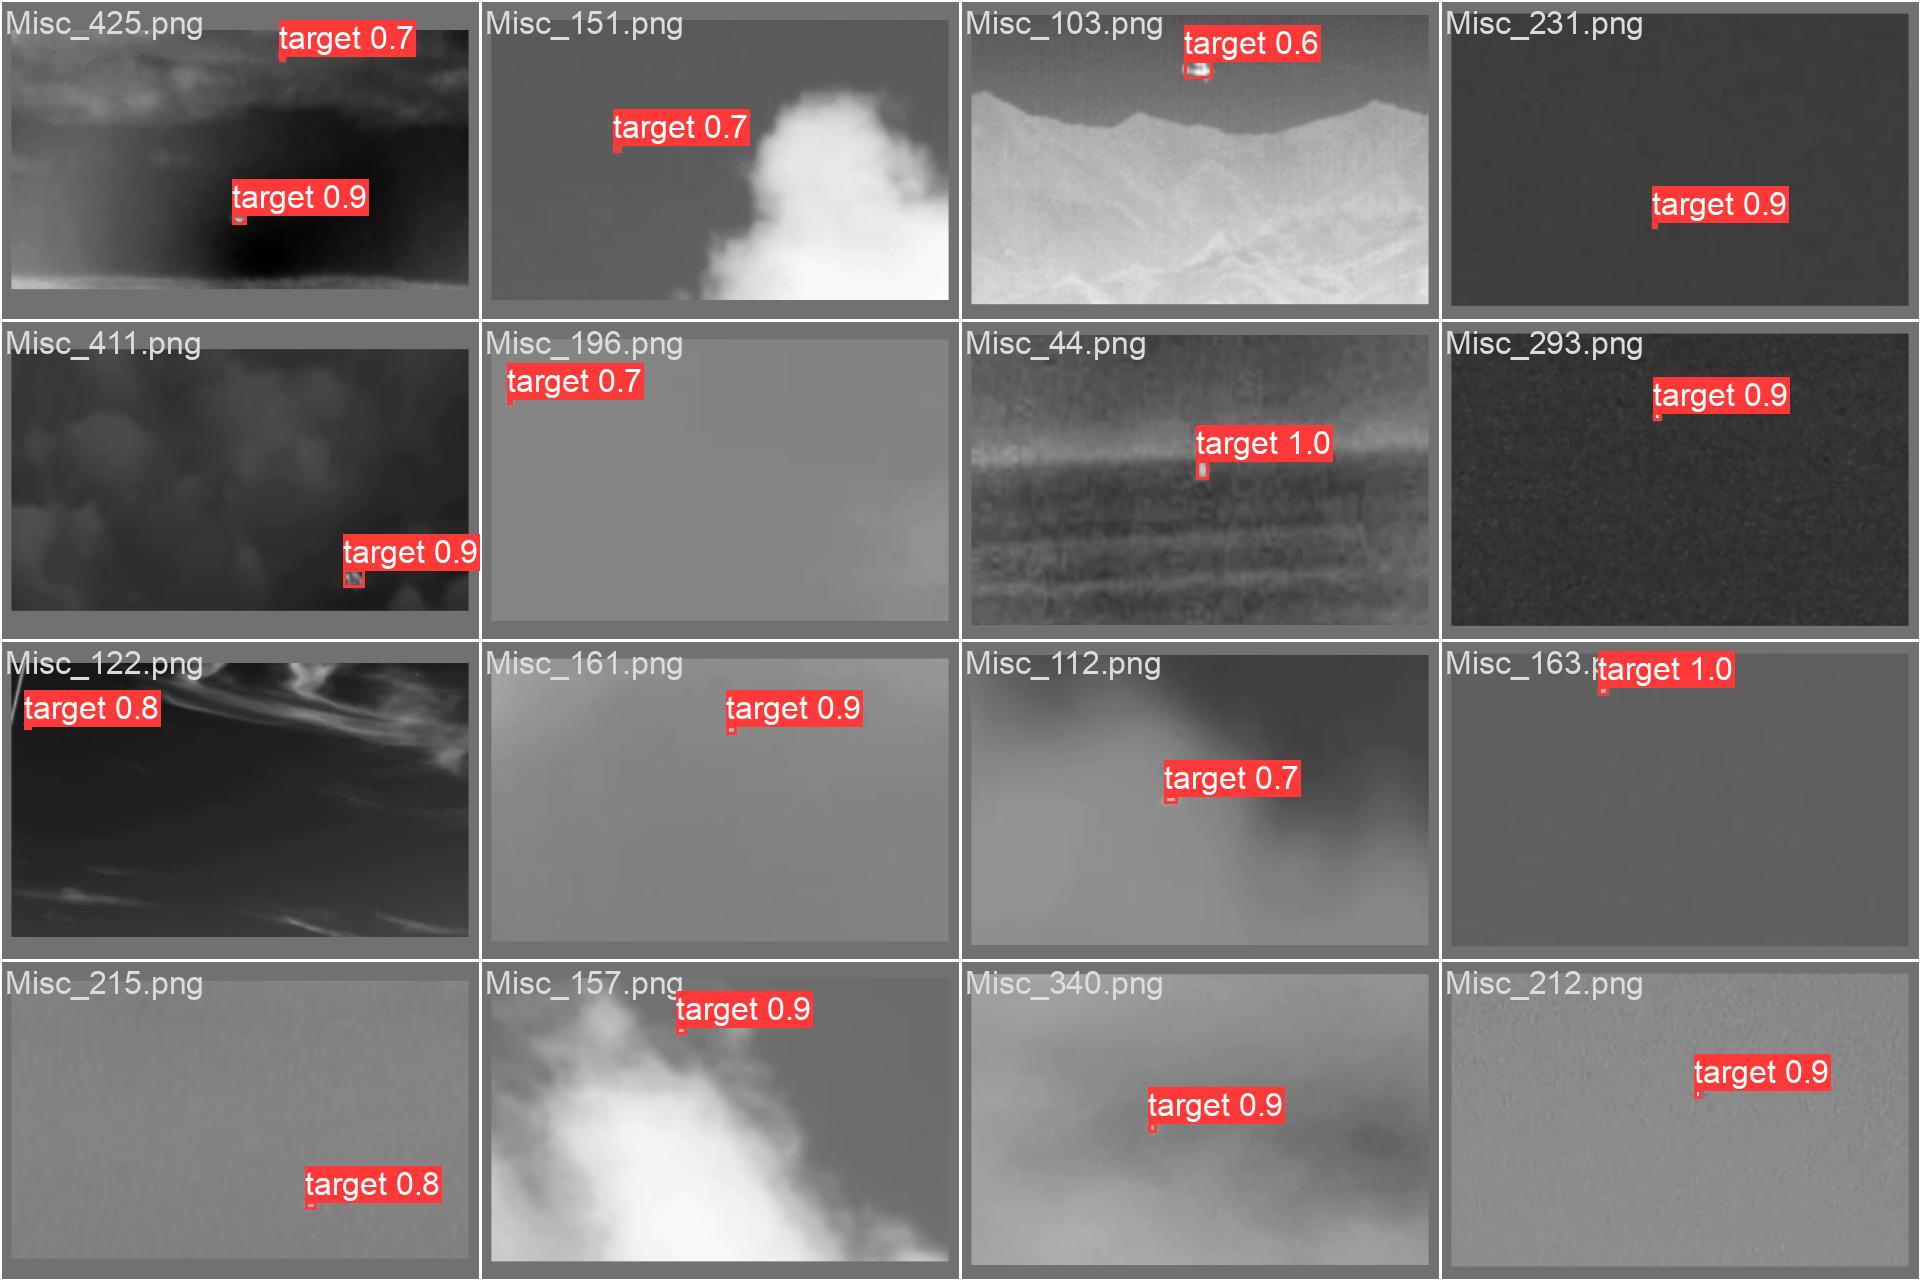 Misc_425.png
target 0.7
target 0.9
Misc_151.png
target 0.7
Misc_103.png
target 0.6
Misc_231.png
target 0.9
Misc_411.png
target 0.9
Misc_196.png
target 0.7
Misc_44.png
target 1.0
Misc_293.png
target 0.9
Misc_122.png
target 0.8
Misc_161.png
target 0.9
Misc_112.png
target 0.7
Misc_163.p
target 1.0
Misc_215.png
target 0.8
Misc_157.png
target 0.9
Misc_340.png
target 0.9
Misc_212.png
target 0.9